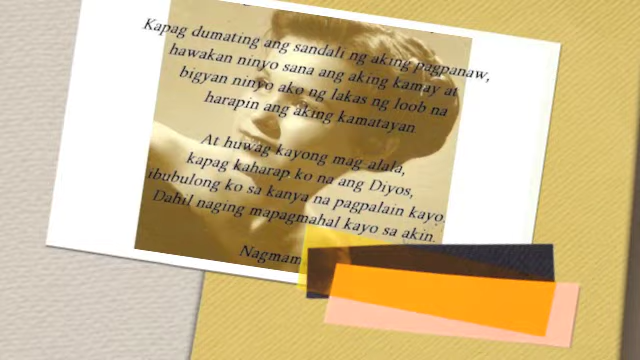 Kapag dumating ang sandali ng aking pagpanaw,
hawakan ninyo sana ang aking kamay at
bigyan ninyo ako ng lakas ng loob na
harapin ang aking kamatayan
At huwag kayong mag-alala,
kapag kaharap ko na ang Diyos,
ibubulong ko sa kanya na pagpalain kayo.
Dahil naging mapagmahal kayo sa akin.